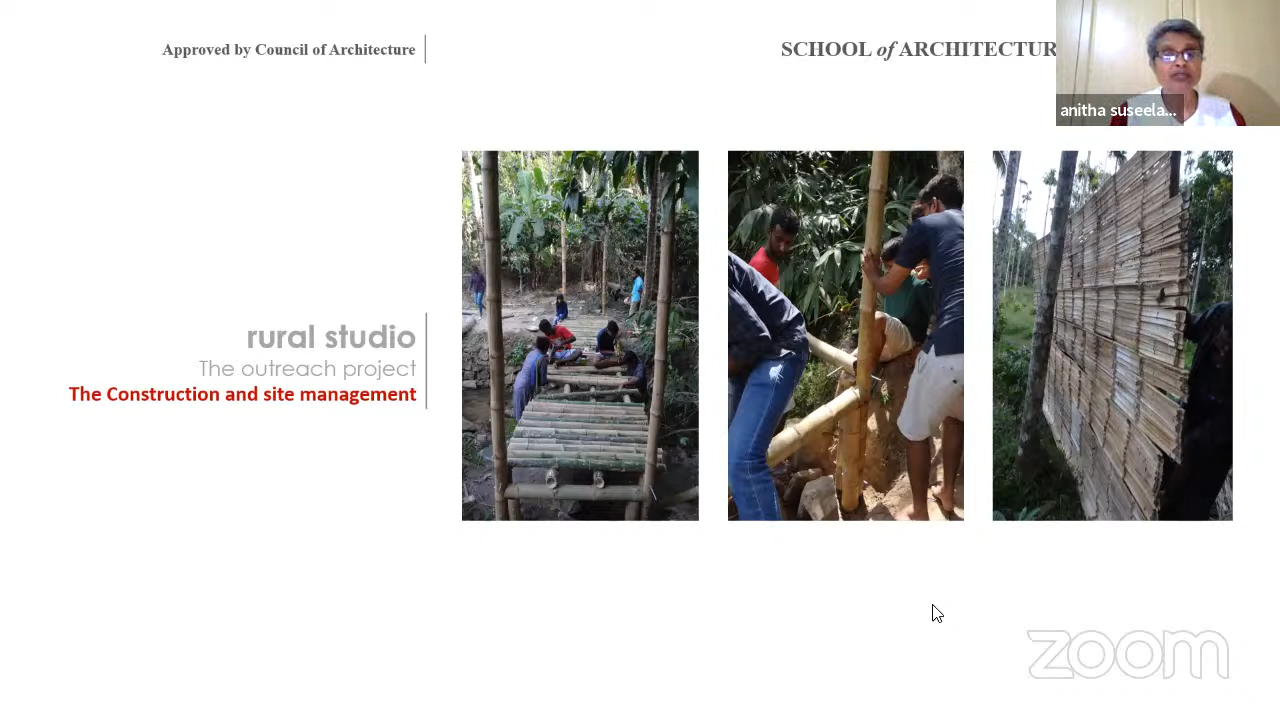 Approved by Council of Architecture
SCHOOL of ARCHITECTUR
anitha suseela...
rural studio
The outreach project
The Construction and site management
zoom